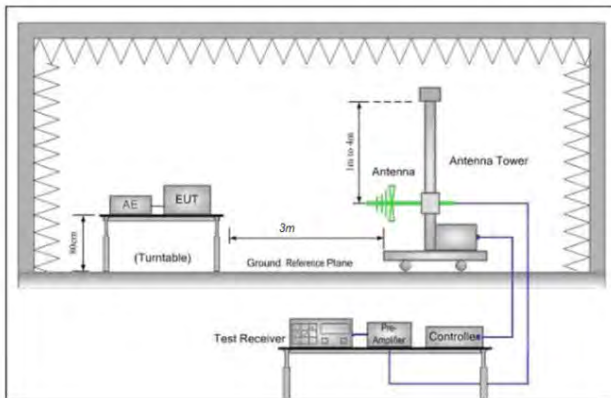 1m to 4m
Antenna
Antenna Tower
AE
EUT
80cm
(Turntable)
3m
Ground Reference Plane
Test Receiver
Pre-
Amplifier
Controller